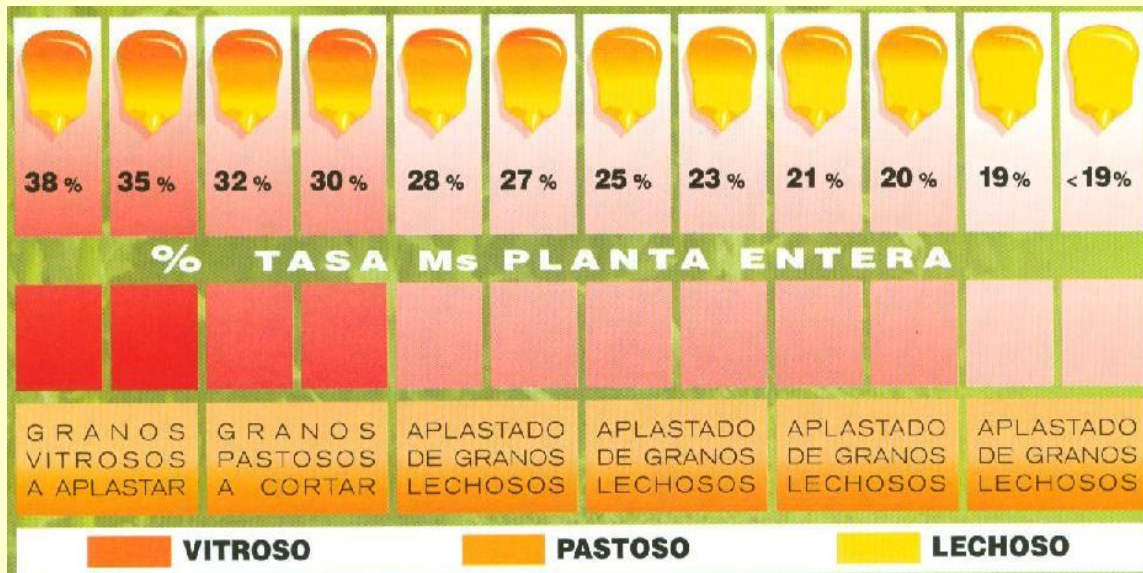 38 % 35 % 32 % 30 % 28 % 27 % 25 % 23 % 21 % 20 % 19 % < 19 %
% TASA Ms PLANTA ENTERA
GRANOS
VITROSOS
A APLASTAR
GRANOS
PASTOSOS
A CORTAR
APLASTADO
DE GRANOS
LECHOSOS
APLASTADO
DE GRANOS
LECHOSOS
APLASTADO
DE GRANOS
LECHOSOS
APLASTADO
DE GRANOS
LECHOSOS
VITROSO PASTOSO LECHOSO